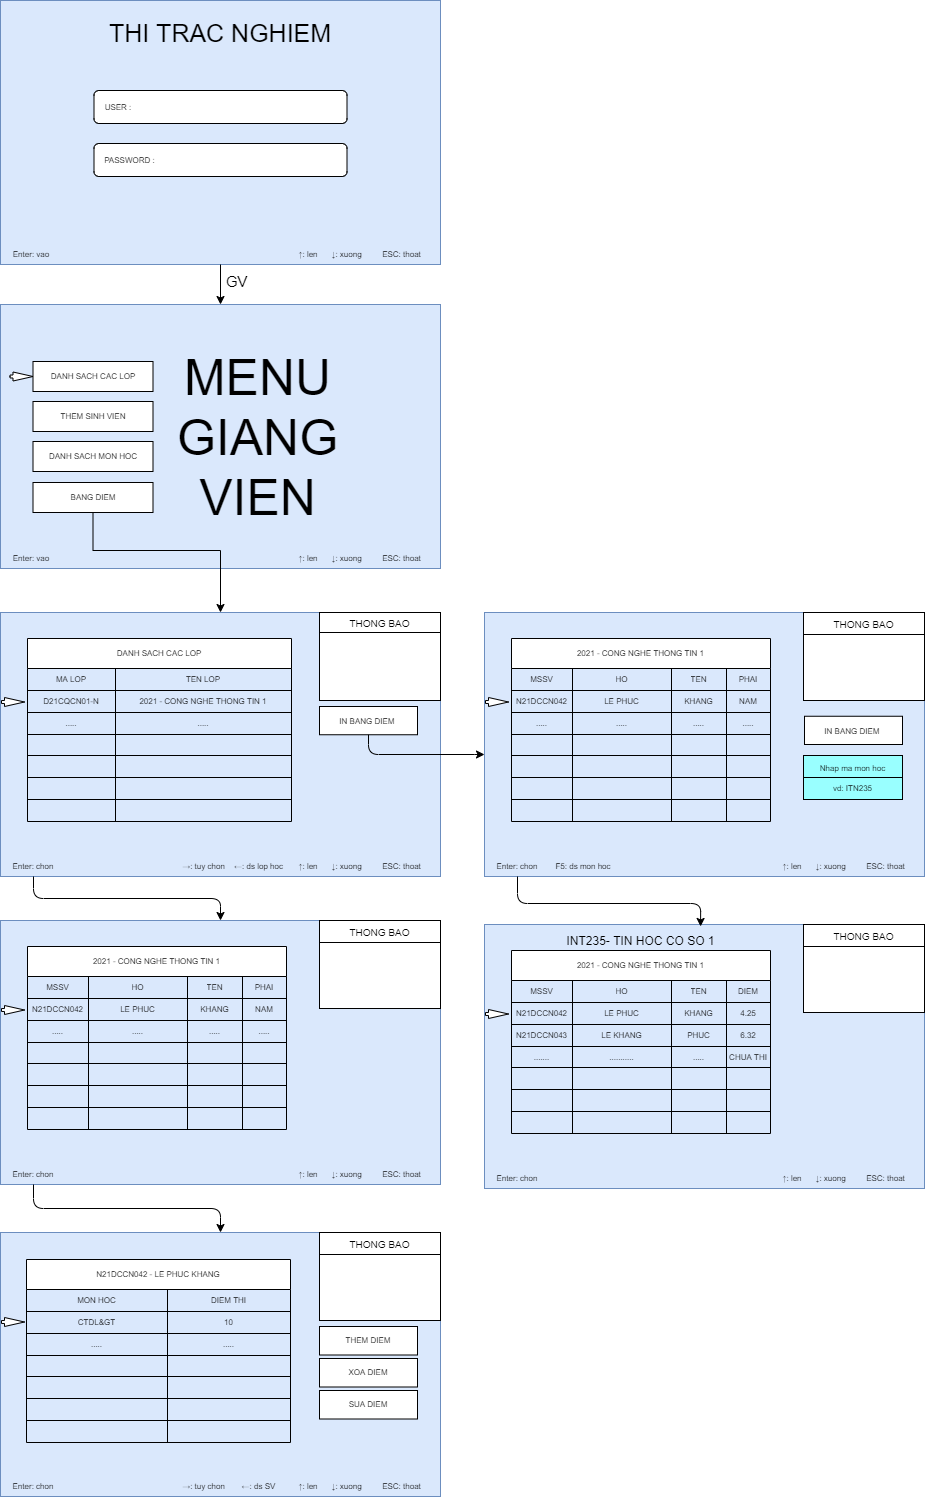 THI TRAC NGHIEM
USER :
PASSWORD :
Enter: vao ↑: len ↓: xuong ESC: thoat
GV
MENU
GIANG
VIEN
DANH SACH CAC LOP
THEM SINH VIEN
DANH SACH MON HOC
BANG DIEM
Enter: vao ↑: len ↓: xuong ESC: thoat
THONG BAO
DANH SACH CAC LOP
MA LOP TEN LOP
D21CQCN01-N 2021 - CONG NGHE THONG TIN 1
..... .....
IN BANG DIEM
Enter: chon →: tuy chon ←: ds lop hoc ↑: len ↓: xuong ESC: thoat
THONG BAO
2021 - CONG NGHE THONG TIN 1
MSSV HO TEN PHAI
N21DCCN042 LE PHUC KHANG NAM
..... ..... ..... .....
IN BANG DIEM
Nhap ma mon hoc
vd: ITN235
Enter: chon F5: ds mon hoc ↑: len ↓: xuong ESC: thoat
THONG BAO
2021 - CONG NGHE THONG TIN 1
MSSV HO TEN PHAI
N21DCCN042 LE PHUC KHANG NAM
..... ..... ..... .....
Enter: chon ↑: len ↓: xuong ESC: thoat
INT235- TIN HOC CO SO 1
THONG BAO
2021 - CONG NGHE THONG TIN 1
MSSV HO TEN DIEM
N21DCCN042 LE PHUC KHANG 4.25
N21DCCN043 LE KHANG PHUC 6.32
....... ........... ..... CHUA THI
Enter: chon ↑: len ↓: xuong ESC: thoat
THONG BAO
N21DCCN042 - LE PHUC KHANG
MON HOC DIEM THI
CTDL&GT 10
..... .....
THEM DIEM
XOA DIEM
SUA DIEM
Enter: chon →: tuy chon ←: ds SV ↑: len ↓: xuong ESC: thoat